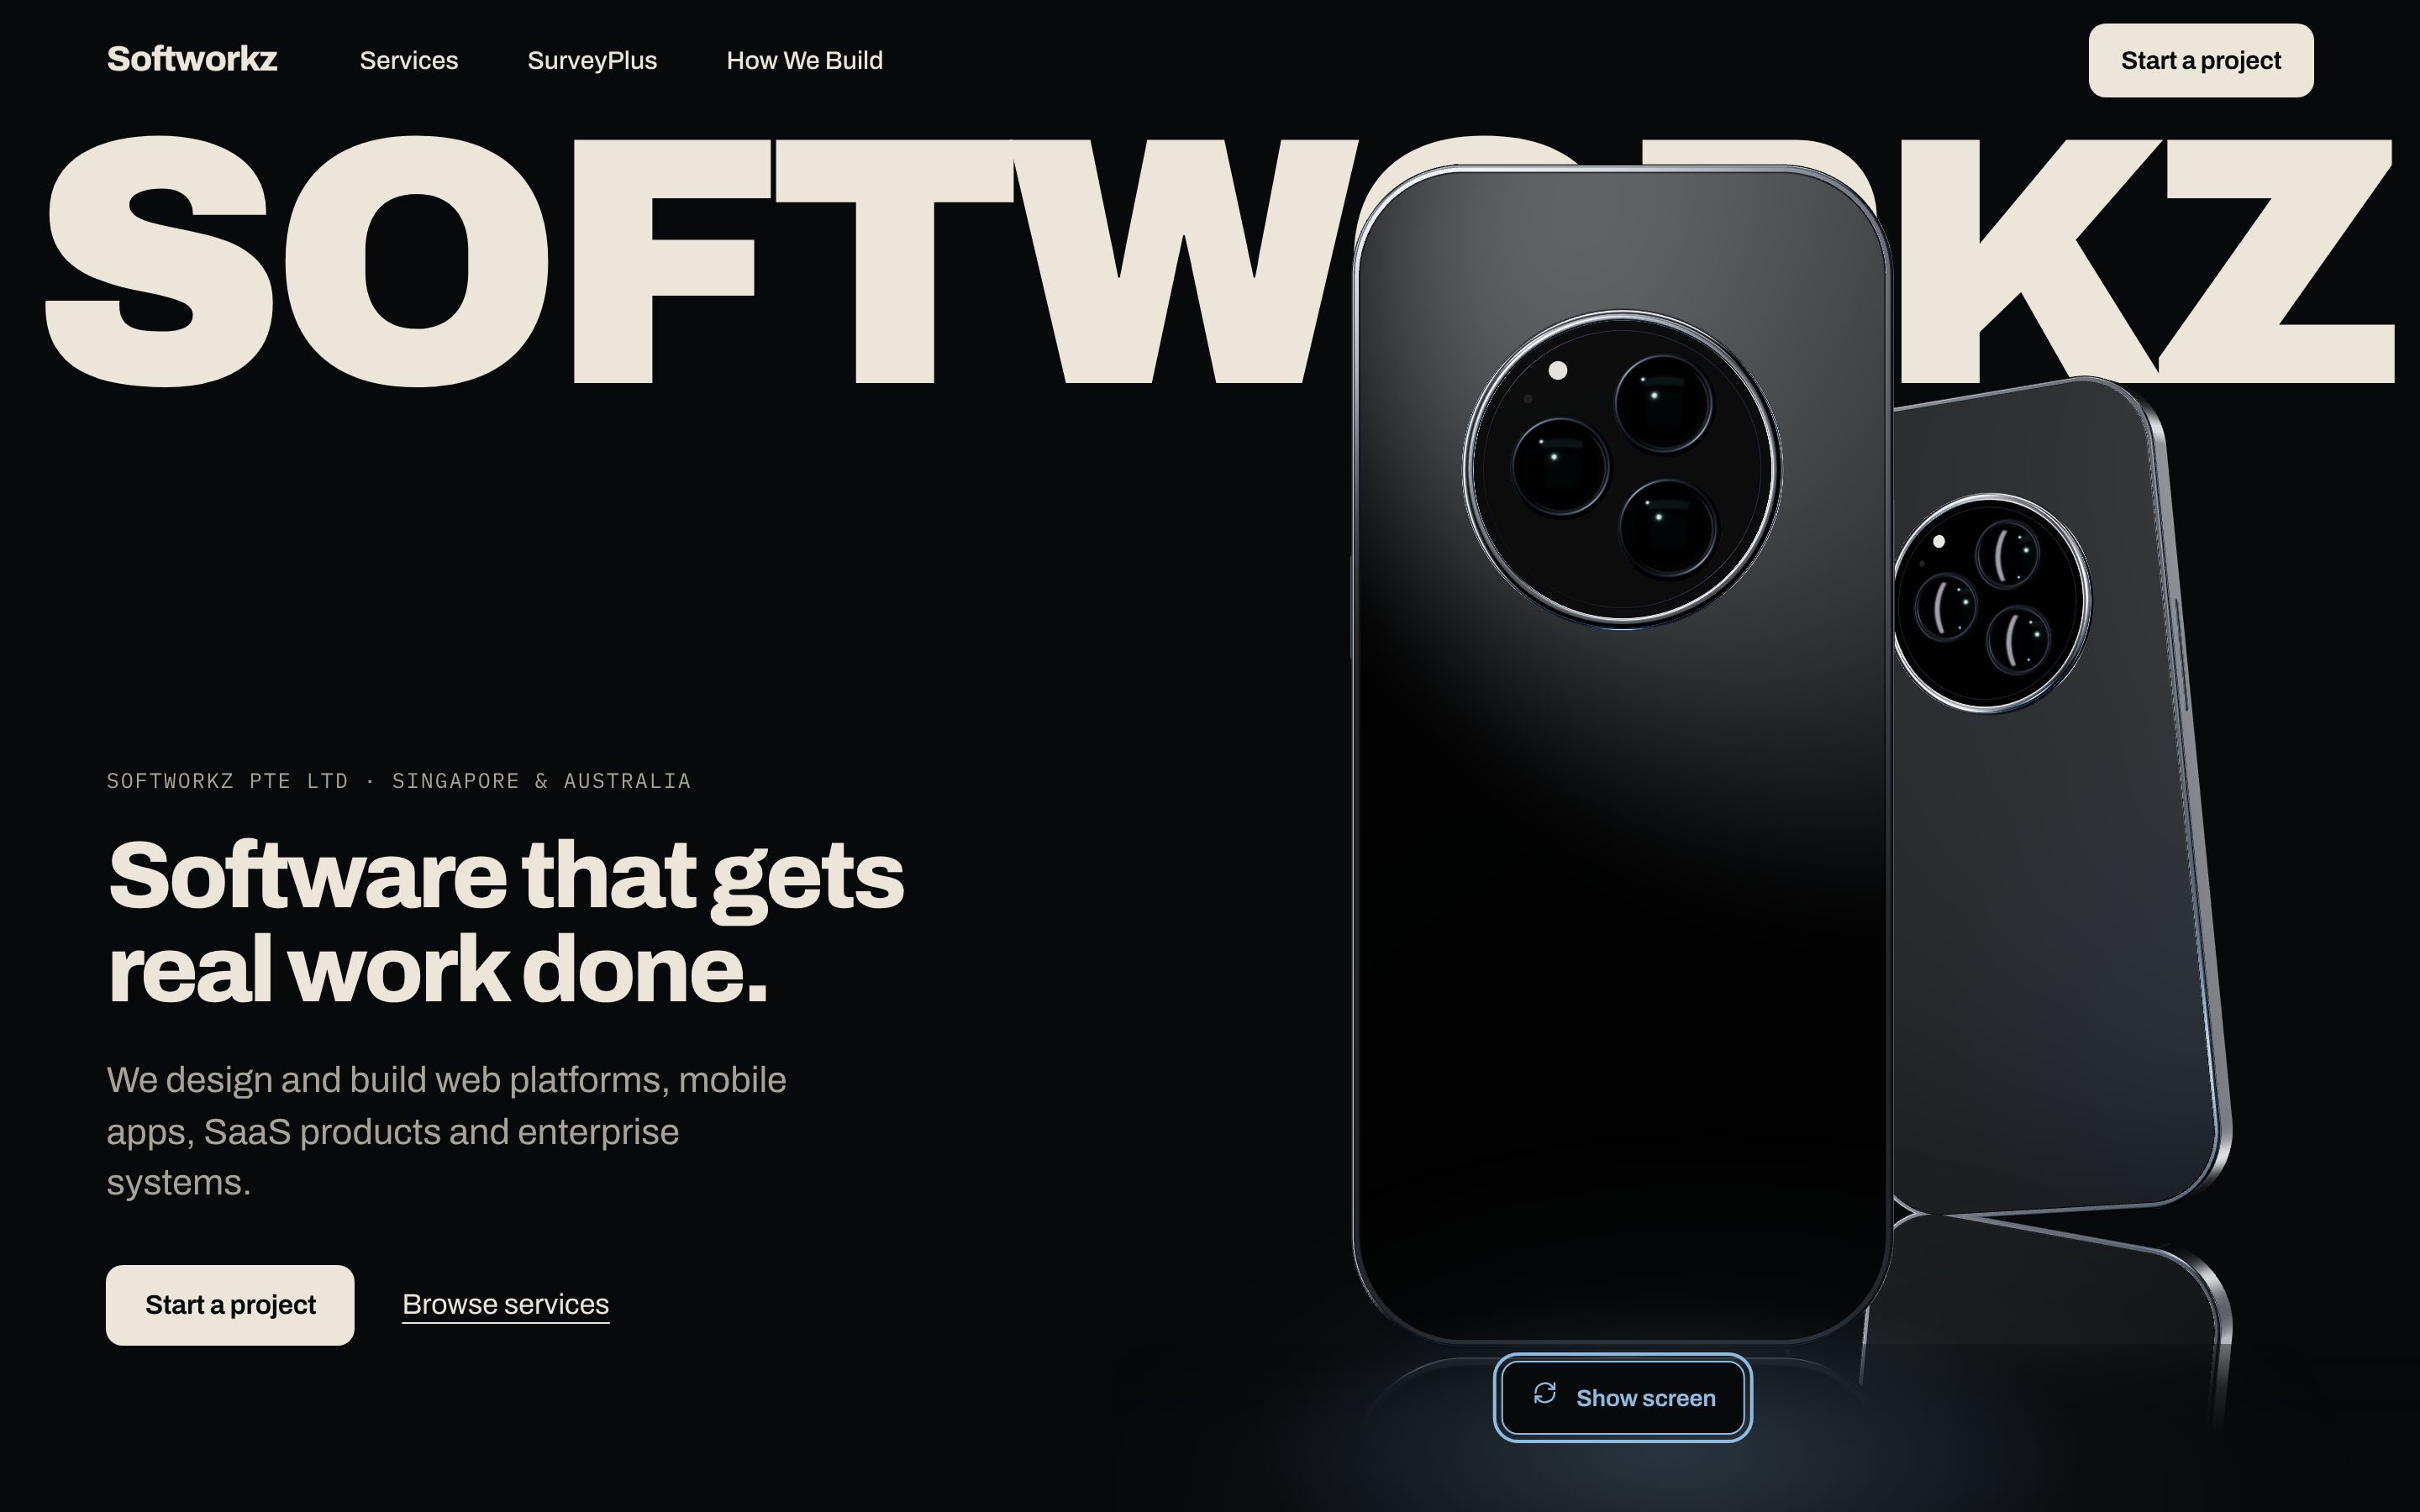 Softworkz
Services
SurveyPlus
How We Build
Start a project
SOFTWORKZ
SOFTWORKZ PTE LTD · SINGAPORE & AUSTRALIA
Software that gets
real work done.
We design and build web platforms, mobile
apps, SaaS products and enterprise
systems.
Start a project
Browse services
Show screen